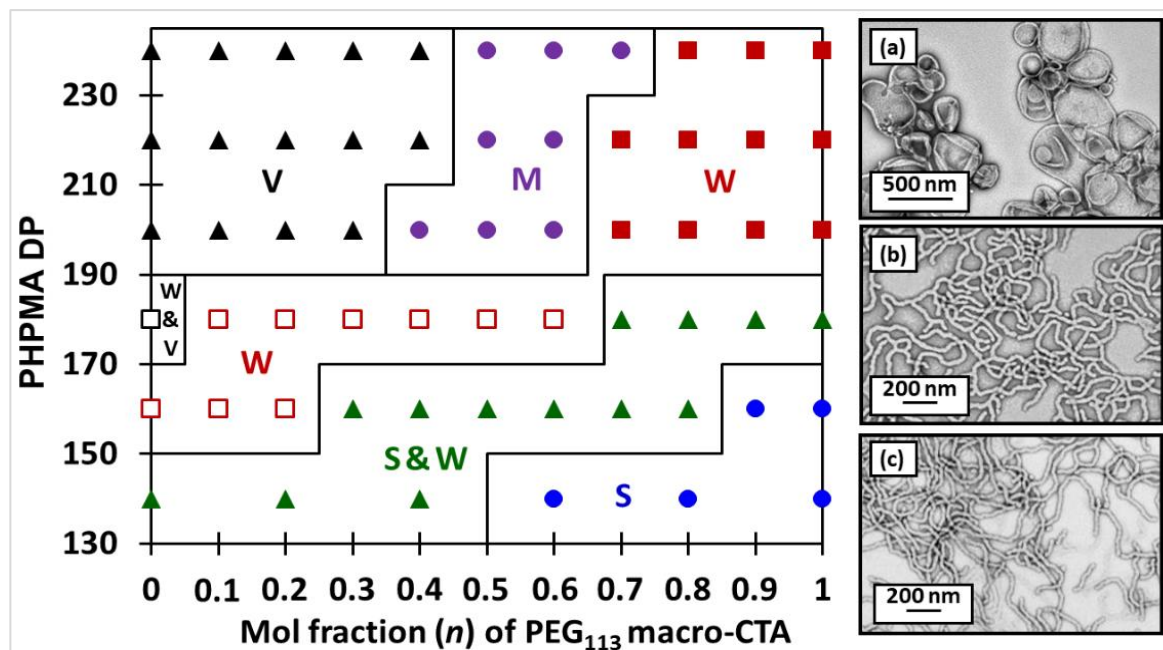 PHPMA DP
230
210
190
170
150
130
V
M
W
W
&
V
W
S & W
S
0 0.1 0.2 0.3 0.4 0.5 0.6 0.7 0.8 0.9 1
Mol fraction (n) of PEG₁₁₃ macro-CTA
(a)
500 nm
(b)
200 nm
(c)
200 nm